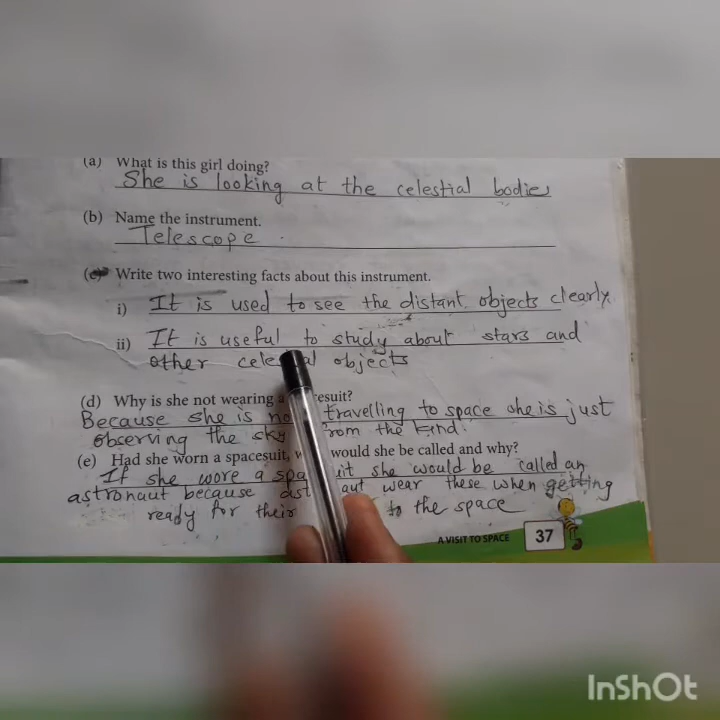 (a) What is this girl doing?
She is looking at the celestial bodies
(b) Name the instrument.
Telescope
(c) Write two interesting facts about this instrument.
i) It is used to see the distant objects clearly.
ii) It is useful to study about stars and
other objects
(d) Why is she not wearing a
Because she is travelling to space she is just
observing the sky from the
(e) Had she worn a spacesuit, would she be called and why?
If she wore a she would be called an
astronaut because wear these when getting
ready for their to the space
A VISIT TO SPACE 37
InShOt